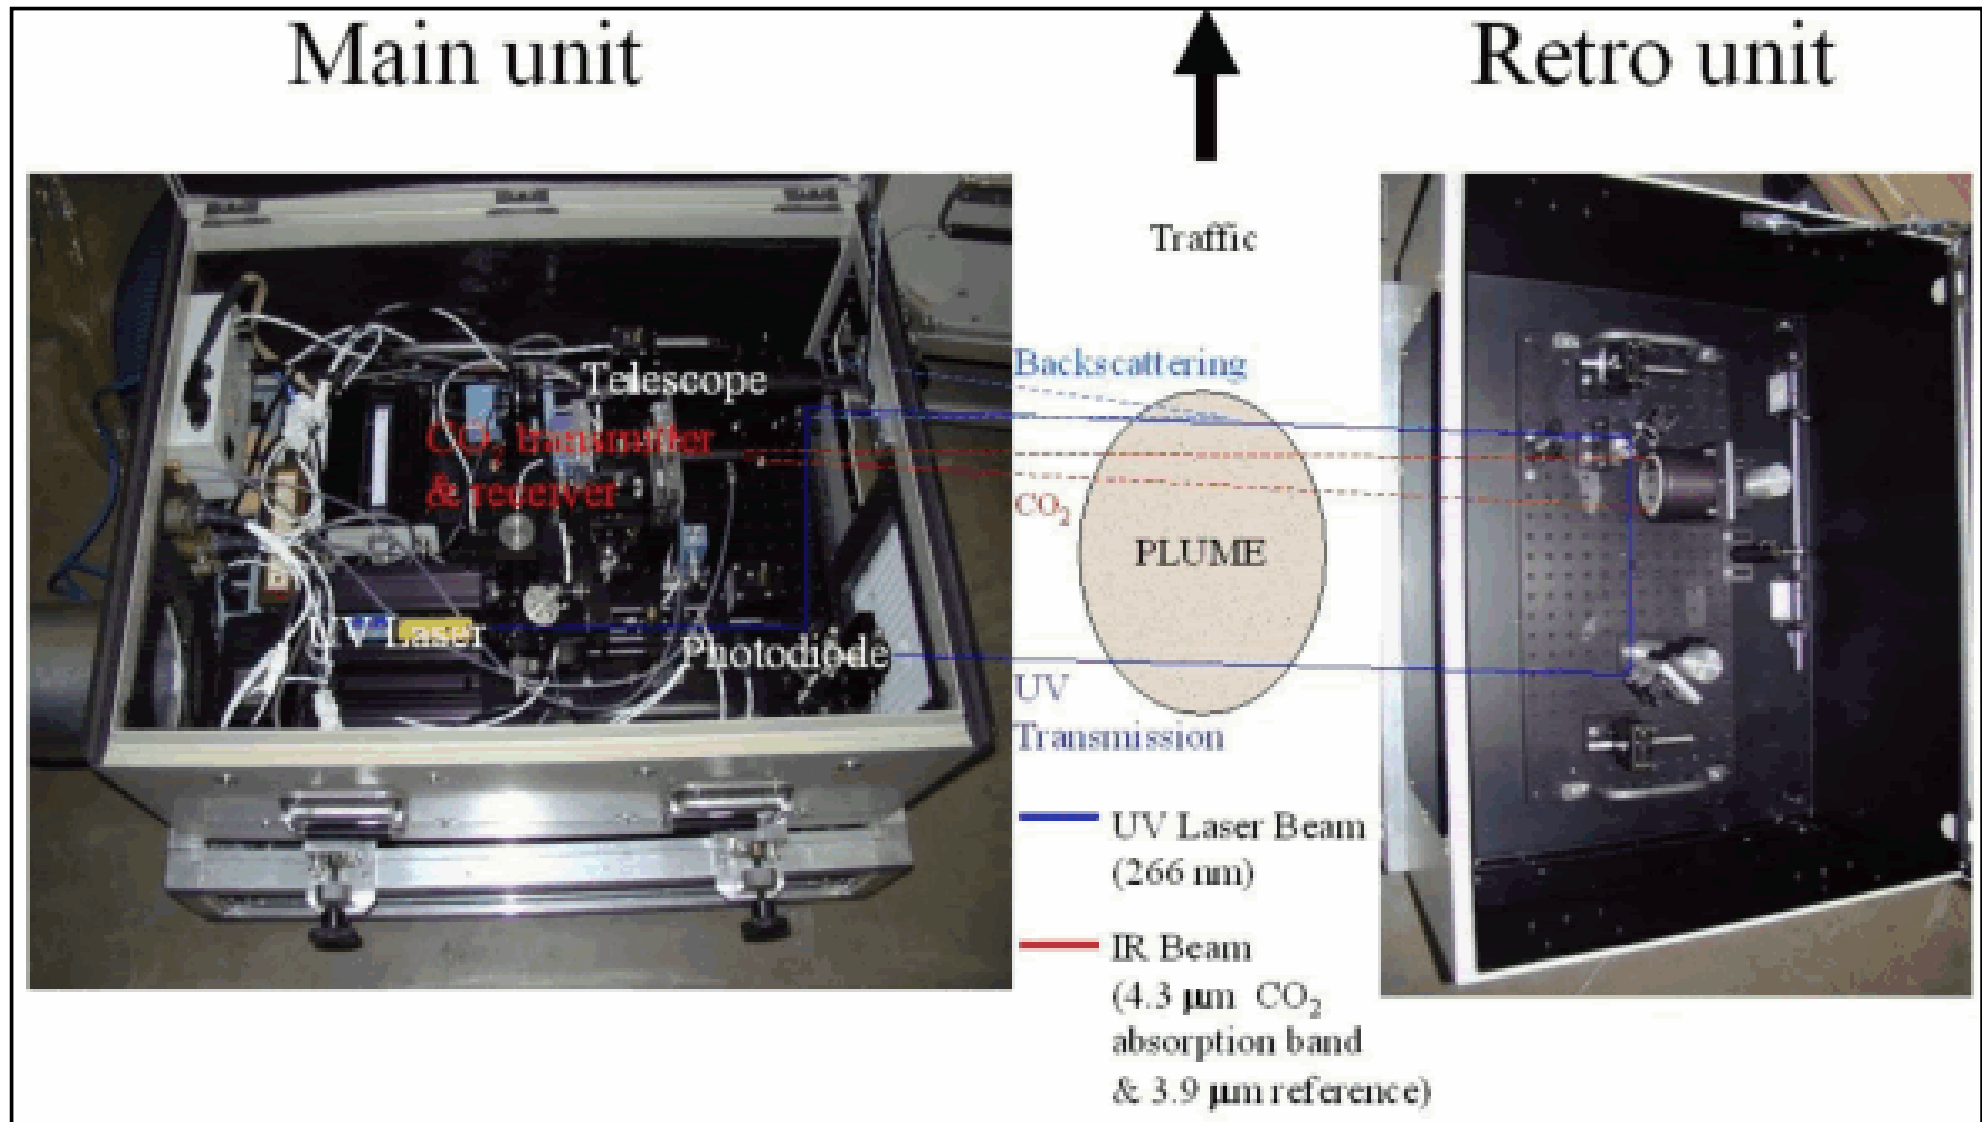 Main unit
Retro unit
Traffic
Backscattering
Telescope
CO₂ transmitter
& receiver
CO₂
PLUME
UV Laser
Photodiode
UV
Transmission
UV Laser Beam
(266 nm)
IR Beam
(4.3 μm CO₂
absorption band
& 3.9 μm reference)